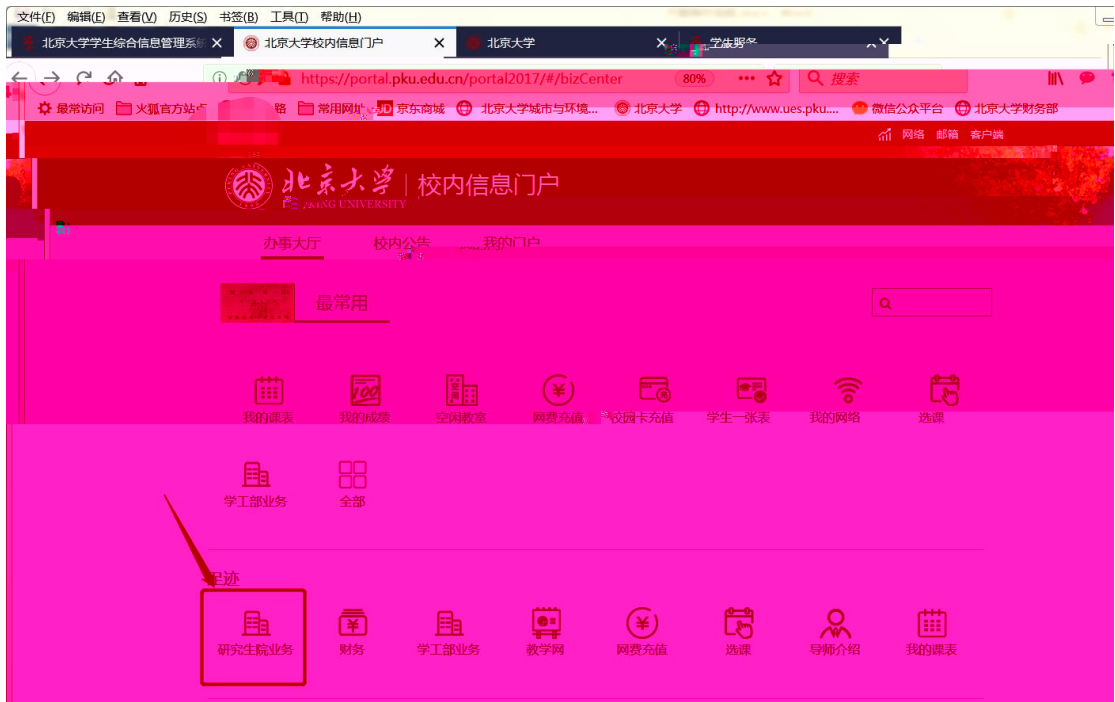 文件(F) 编辑(E) 查看(V) 历史(S) 书签(B) 工具(T) 帮助(H)
北京大学学生综合信息管理系统 北京大学校内信息门户 北京大学 学生服务
https://portal.pku.edu.cn/portal2017/#/bizCenter 80% 搜索
最常访问 火狐官方站点 常用网址 JD 京东商城 北京大学城市与环境... 北京大学 http://www.ues.pku.... 微信公众平台 北京大学财务部
网络 邮箱 客户端
北京大学 校内信息门户
PEKING UNIVERSITY
办事大厅 校内公告 我的门户
最常用
我的课表 我的成绩 空闲教室 网费充值 校园卡充值 学生一张表 我的网络 选课
学工部业务 全部
足迹
研究生院业务 财务 学工部业务 教学网 网费充值 选课 导师介绍 我的课表